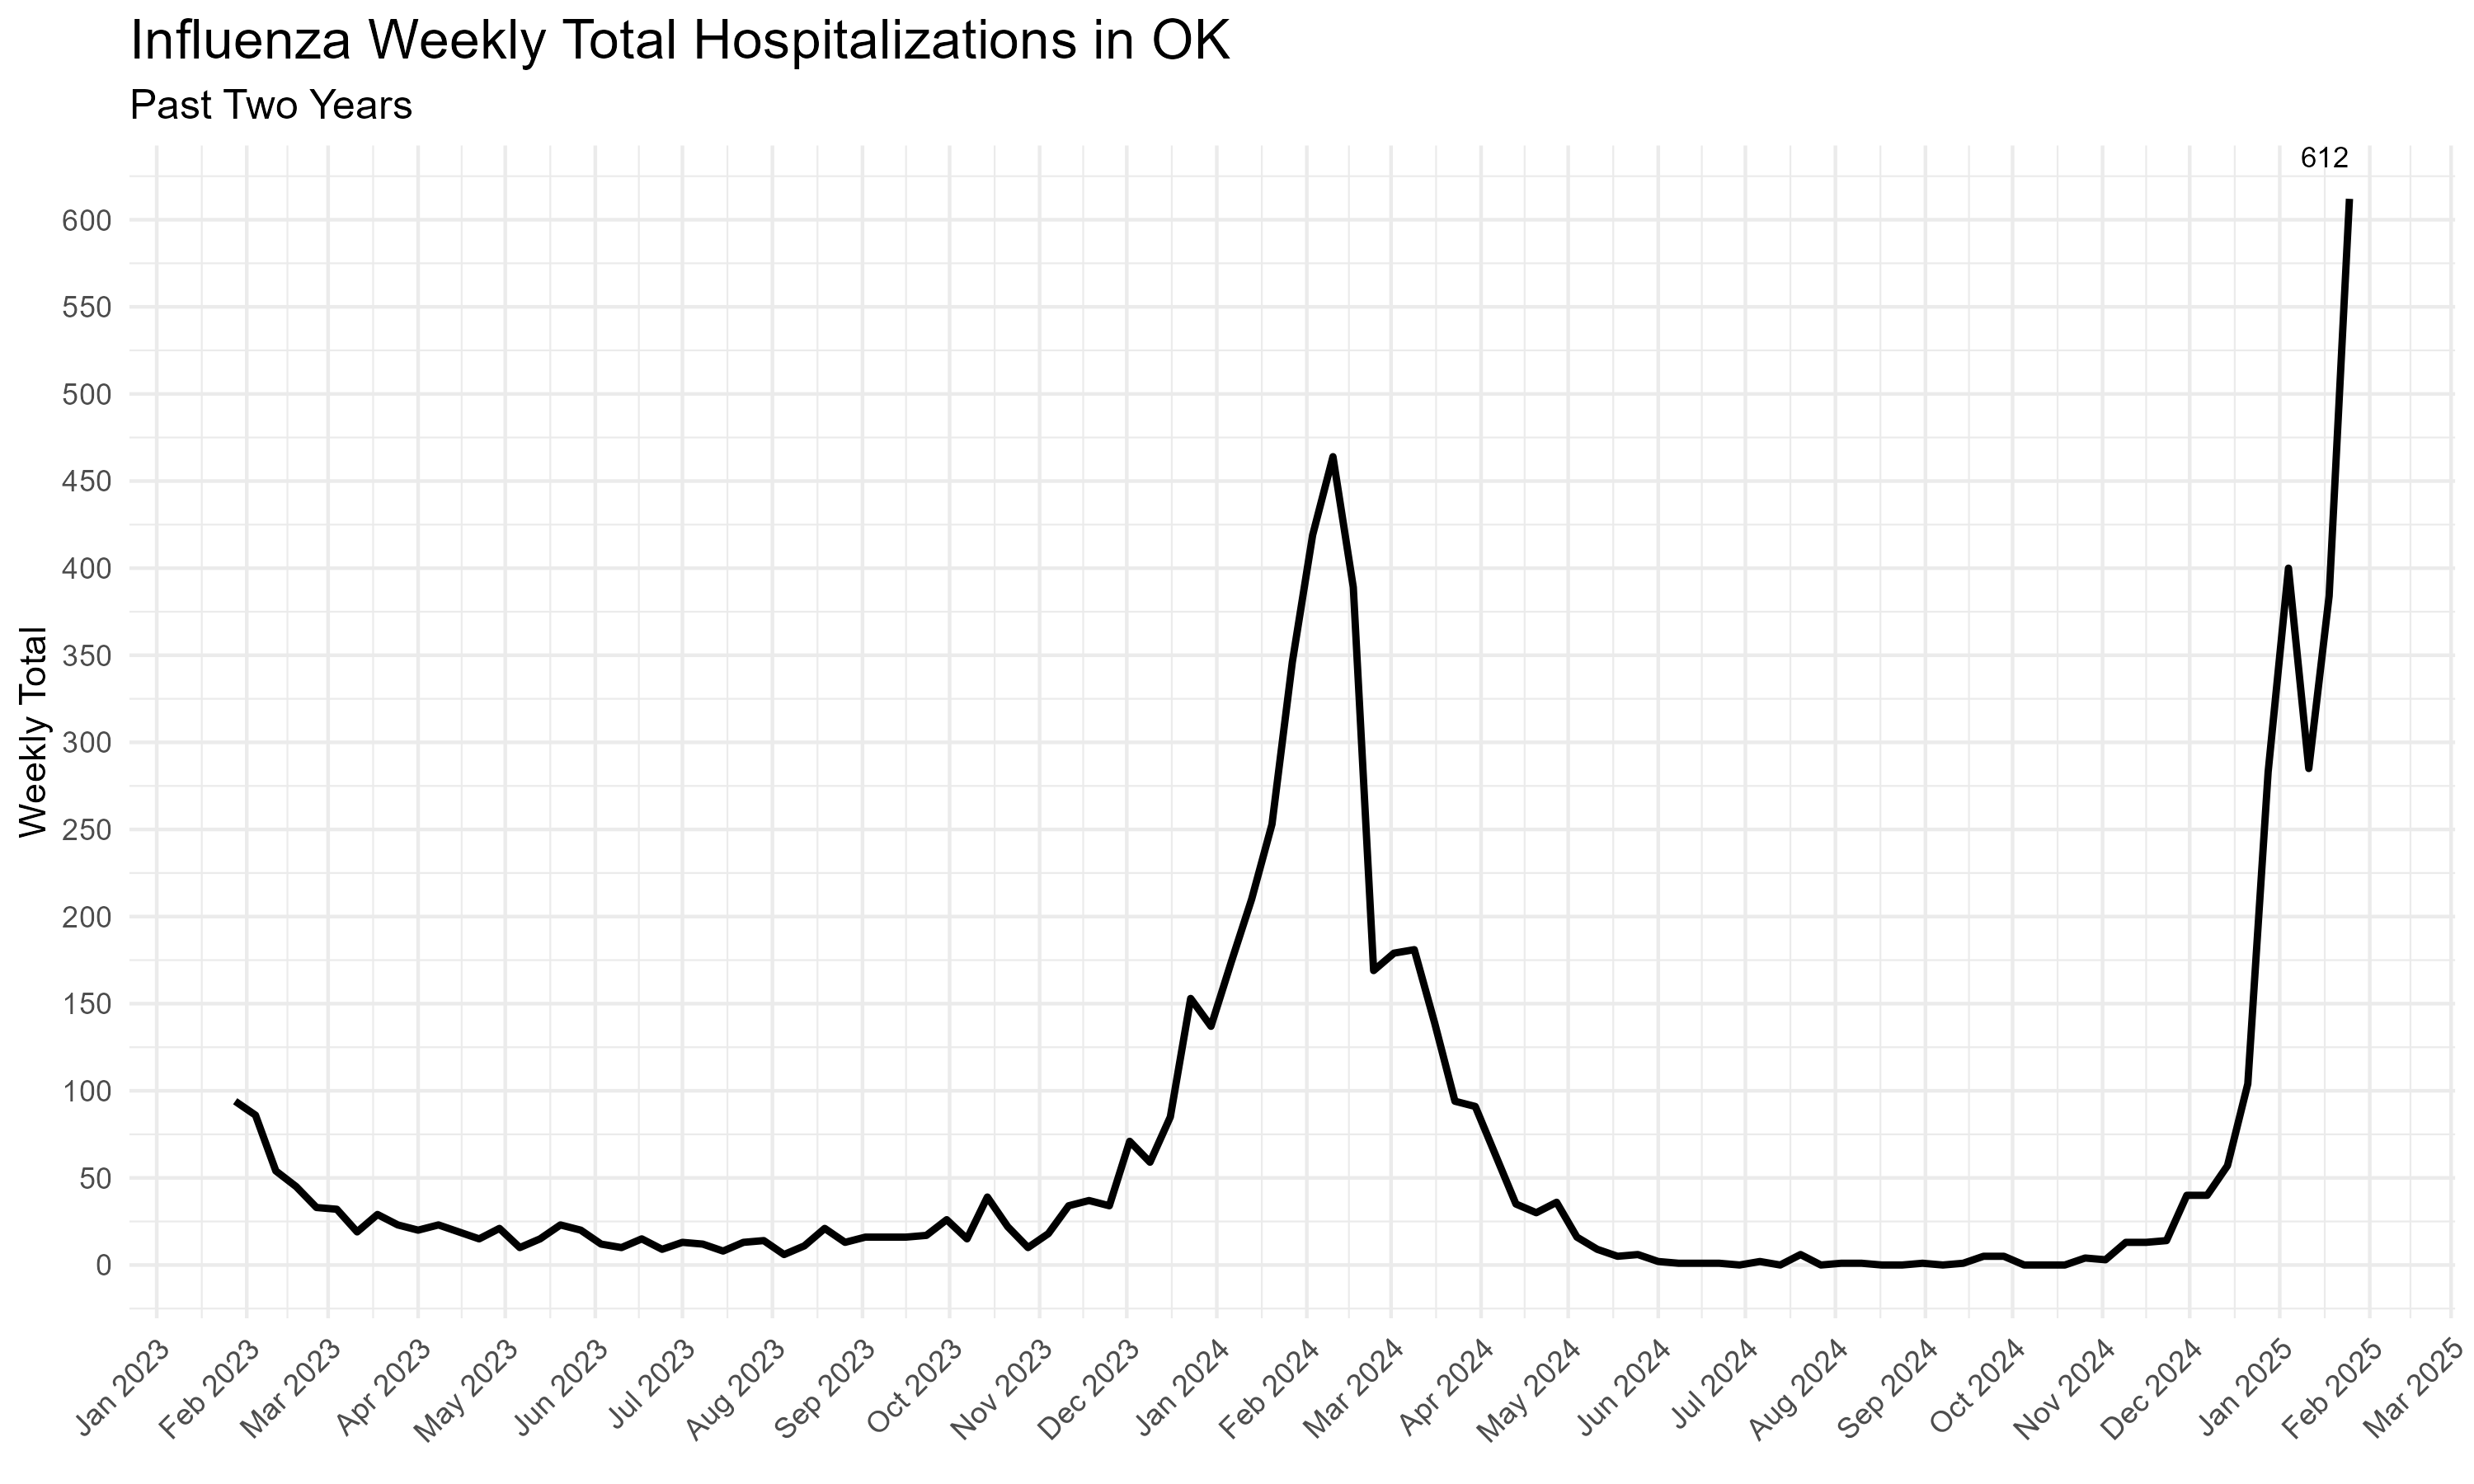 Influenza Weekly Total Hospitalizations in OK
Past Two Years
612
600
550
500
450
400
350
300
250
200
150
100
50
0
Weekly Total
Jan 2023
Feb 2023
Mar 2023
Apr 2023
May 2023
Jun 2023
Jul 2023
Aug 2023
Sep 2023
Oct 2023
Nov 2023
Dec 2023
Jan 2024
Feb 2024
Mar 2024
Apr 2024
May 2024
Jun 2024
Jul 2024
Aug 2024
Sep 2024
Oct 2024
Nov 2024
Dec 2024
Jan 2025
Feb 2025
Mar 2025